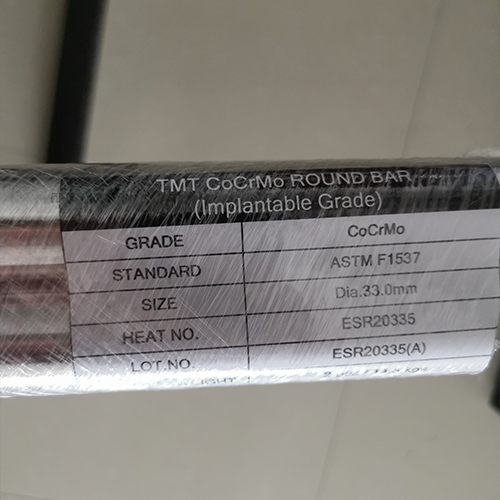 TMT CoCrMo ROUND BAR
(Implantable Grade)
GRADE CoCrMo
STANDARD ASTM F1537
SIZE Dia.33.0mm
HEAT NO. ESR20335
LOT NO. ESR20335(A)